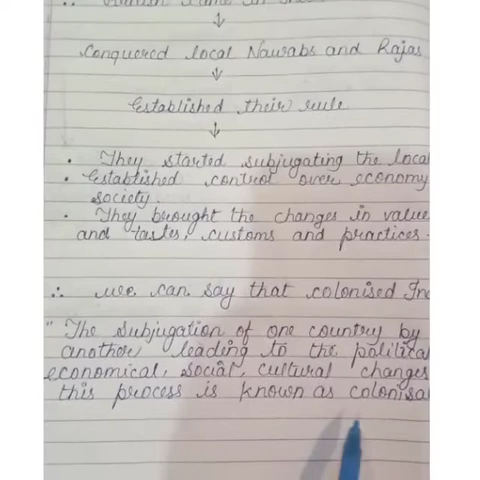 Conquered local Nawabs and Rajas
Established their rule
• They started subjugating the local
• Established control over economy
society.
• They brought the changes in value
and tastes, customs and practices.
∴ we can say that colonised In
"The subjugation of one country by
another leading to the political
economical, social, cultural changes
this process is known as colonisa